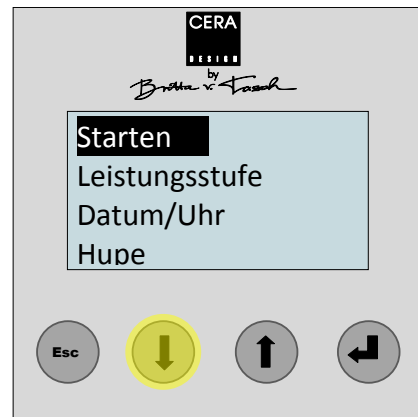 CERA
DESIGN
by
Britta v. Tasch
Starten
Leistungsstufe
Datum/Uhr
Hupe
Esc